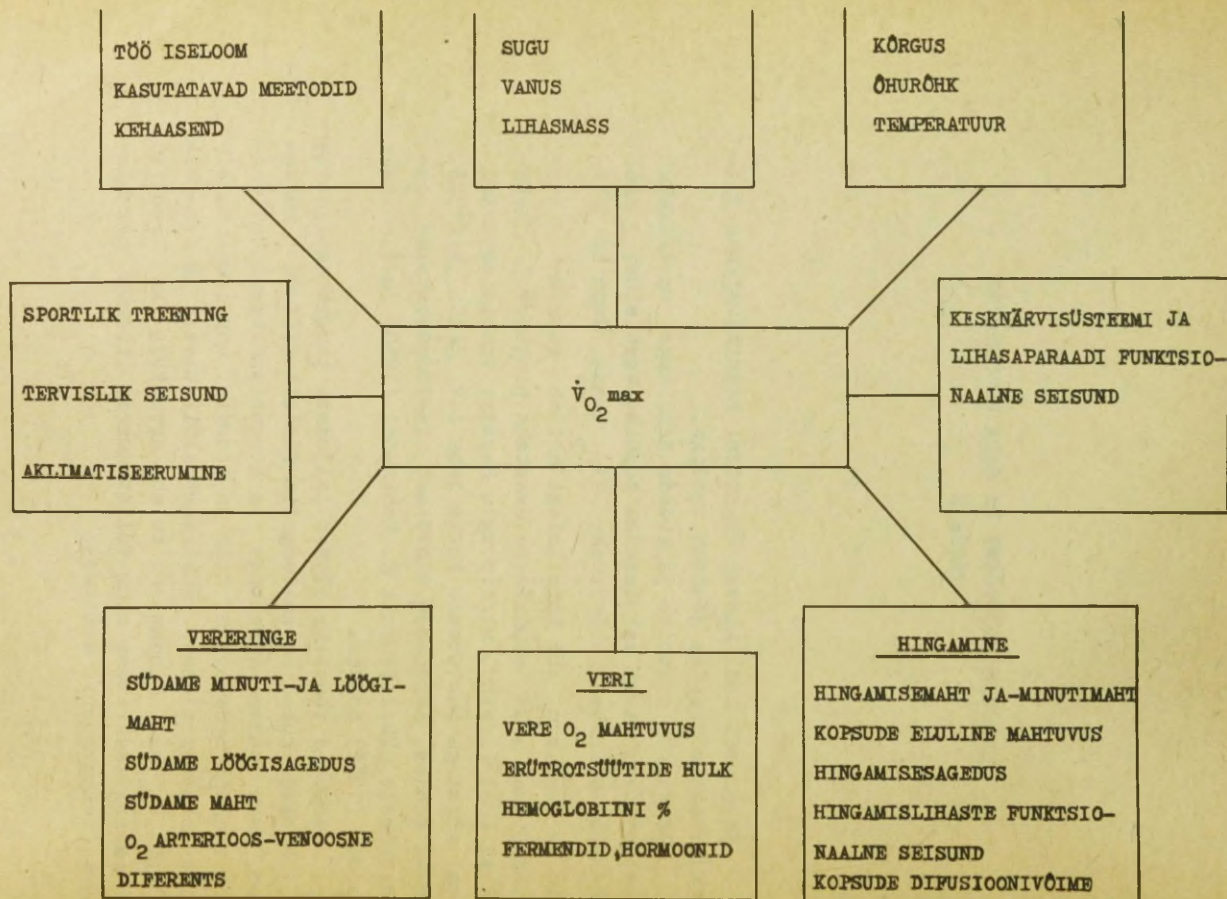 TÖÖ ISELOOM
KASUTATAVAD MEETODID
KEHAASEND
SUGU
VANUS
LIHASMASS
KÕRGUS
ÕHURÕHK
TEMPERATUUR
SPORTLIK TREENING
TERVISLIK SEISUND
AKLIMATISEERUMINE
V̇O₂ max
KESKNÄRVISÜSTEEMI JA
LIHASAPARAADI FUNKTSIO-
NAALNE SEISUND
VERERINGE
SÜDAME MINUTI-JA LÖÖGI-
MAHT
SÜDAME LÖÖGISAGEDUS
SÜDAME MAHT
O₂ ARTERIOOS-VENOOSNE
DIFERENTS
VERI
VERE O₂ MAHTUVUS
ERÜTROTSÜÜTIDE HULK
HEMOGLOBIINI %
FERMENDID,HORMOONID
HINGAMINE
HINGAMISEMAHT JA-MINUTIMAHT
KOPSUDE ELULINE MAHTUVUS
HINGAMISESAGEDUS
HINGAMISLIHASTE FUNKTSIO-
NAALNE SEISUND
KOPSUDE DIFUSIOONIVÕIME